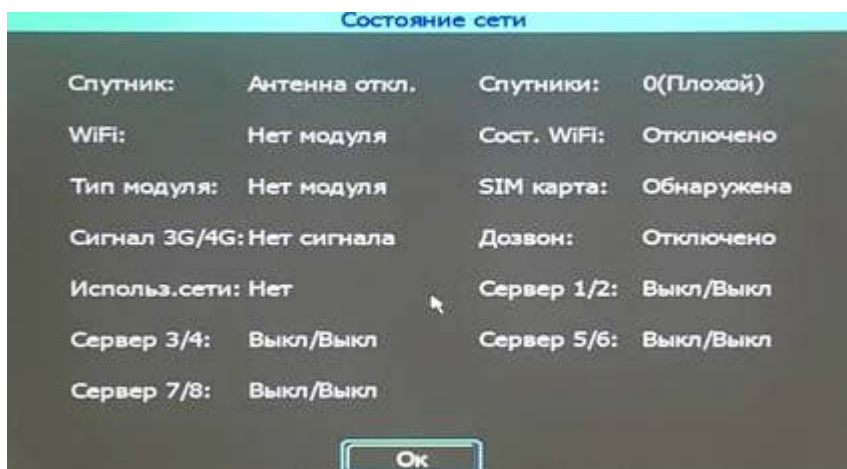 Состояние сети
Спутник: Антенна откл. Спутники: 0(Плохой)
WiFi: Нет модуля Сост. WiFi: Отключено
Тип модуля: Нет модуля SIM карта: Обнаружена
Сигнал 3G/4G: Нет сигнала Дозвон: Отключено
Использ.сети: Нет Сервер 1/2: Выкл/Выкл
Сервер 3/4: Выкл/Выкл Сервер 5/6: Выкл/Выкл
Сервер 7/8: Выкл/Выкл
Ок